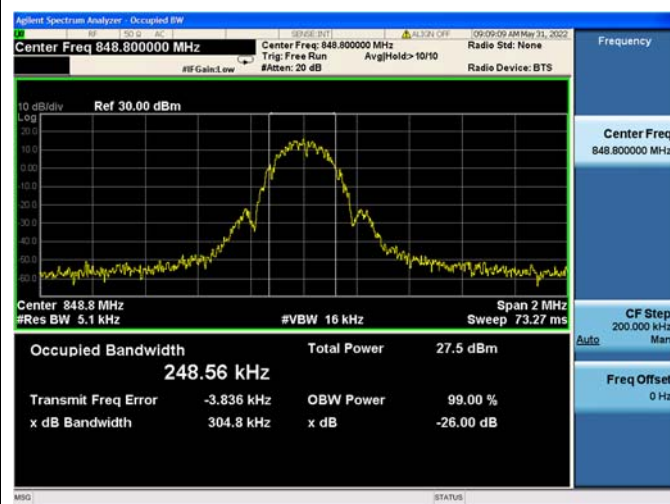 Agilent Spectrum Analyzer - Occupied BW
RF 50 Ω AC SENSE:INT ALIGN OFF 09:09:09 AM May 31, 2022
Center Freq 848.800000 MHz Center Freq: 848.800000 MHz Radio Std: None
Trig: Free Run Avg|Hold:> 10/10
#IFGain:Low #Atten: 20 dB Radio Device: BTS
Frequency
10 dB/div Ref 30.00 dBm
Log
20.0
10.0
0.00
-10.0
-20.0
-30.0
-40.0
-50.0
-60.0
Center 848.8 MHz Span 2 MHz
#Res BW 5.1 kHz #VBW 16 kHz Sweep 73.27 ms
Center Freq
848.800000 MHz
CF Step
200.000 kHz
Auto Man
Freq Offset
0 Hz
Occupied Bandwidth Total Power 27.5 dBm
248.56 kHz
Transmit Freq Error -3.836 kHz OBW Power 99.00 %
x dB Bandwidth 304.8 kHz x dB -26.00 dB
MSG STATUS